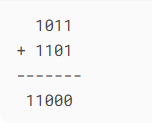 1011
+ 1101
-------
 11000